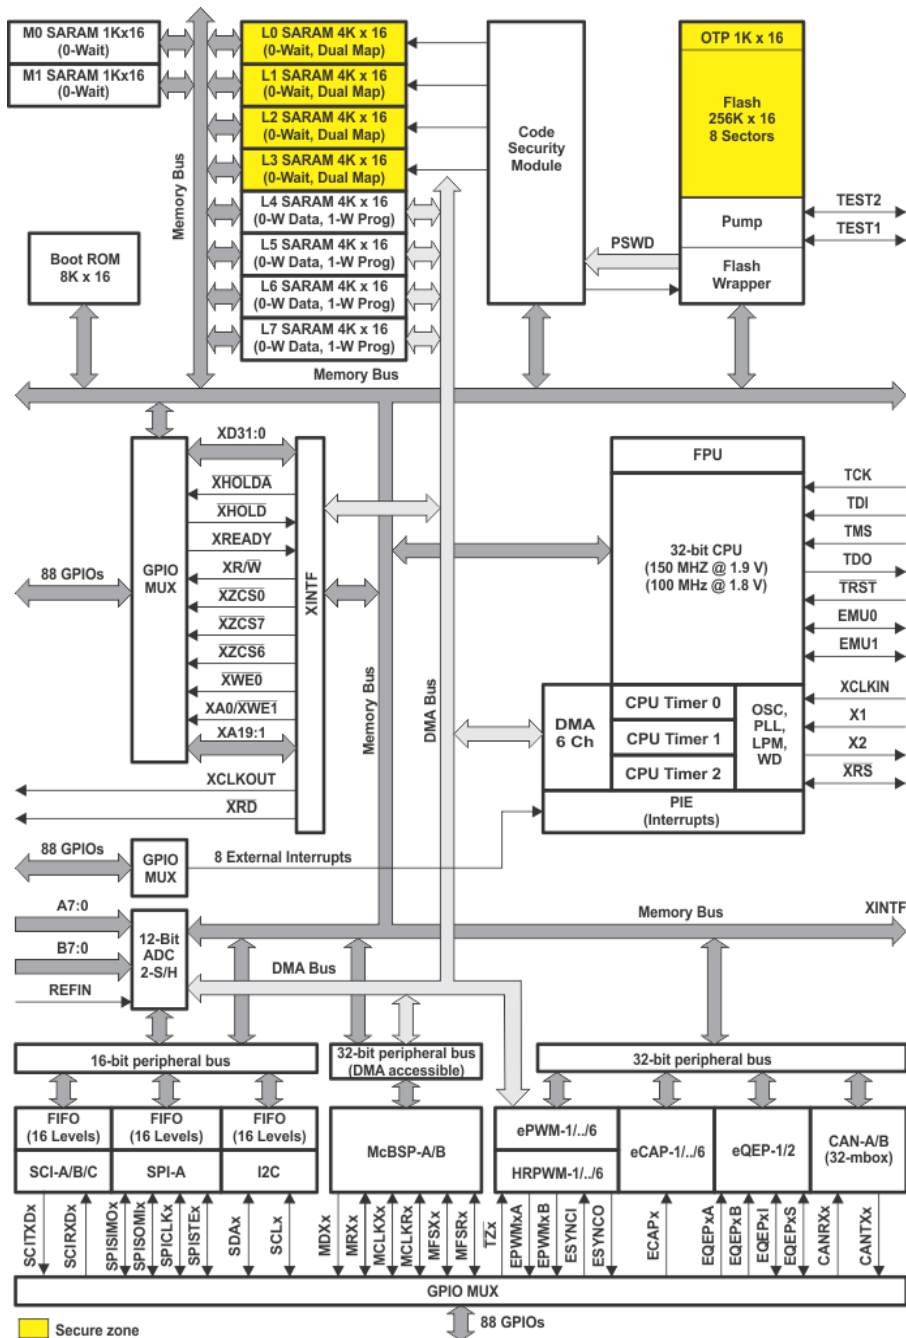 M0 SARAM 1Kx16
(0-Wait)
M1 SARAM 1Kx16
(0-Wait)
L0 SARAM 4K x 16
(0-Wait, Dual Map)
L1 SARAM 4K x 16
(0-Wait, Dual Map)
L2 SARAM 4K x 16
(0-Wait, Dual Map)
L3 SARAM 4K x 16
(0-Wait, Dual Map)
L4 SARAM 4K x 16
(0-W Data, 1-W Prog)
L5 SARAM 4K x 16
(0-W Data, 1-W Prog)
L6 SARAM 4K x 16
(0-W Data, 1-W Prog)
L7 SARAM 4K x 16
(0-W Data, 1-W Prog)
Memory Bus
Boot ROM
8K x 16
Code
Security
Module
OTP 1K x 16
Flash
256K x 16
8 Sectors
Pump
Flash
Wrapper
PSWD
TEST2
TEST1
Memory Bus
XD31:0
XHOLDA
XHOLD
XREADY
XR/W
XZCS0
XZCS7
XZCS6
XWE0
XA0/XWE1
XA19:1
XCLKOUT
XRD
88 GPIOs
GPIO
MUX
XINTF
Memory Bus
DMA Bus
FPU
32-bit CPU
(150 MHZ @ 1.9 V)
(100 MHz @ 1.8 V)
TCK
TDI
TMS
TDO
TRST
EMU0
EMU1
XCLKIN
X1
X2
XRS
DMA
6 Ch
CPU Timer 0
CPU Timer 1
CPU Timer 2
OSC,
PLL,
LPM,
WD
PIE
(Interrupts)
88 GPIOs
GPIO
MUX
8 External Interrupts
A7:0
B7:0
REFIN
12-Bit
ADC
2-S/H
Memory Bus
XINTF
DMA Bus
16-bit peripheral bus
32-bit peripheral bus
(DMA accessible)
32-bit peripheral bus
FIFO
(16 Levels)
SCI-A/B/C
FIFO
(16 Levels)
SPI-A
FIFO
(16 Levels)
I2C
McBSP-A/B
ePWM-1/../6
HRPWM-1/../6
eCAP-1/../6
eQEP-1/2
CAN-A/B
(32-mbox)
SCITXDx
SCIRXDx
SPISIMOx
SPISOMIx
SPICLKx
SPISTEx
SDAx
SCLx
MDXx
MRXx
MCLKXx
MCLKRx
MFSXx
MFSRx
TZx
EPWMxA
EPWMxB
ESYNCI
ESYNCO
ECAPx
EQEPxA
EQEPxB
EQEPxI
EQEPxS
CANRXx
CANTXx
GPIO MUX
88 GPIOs
Secure zone